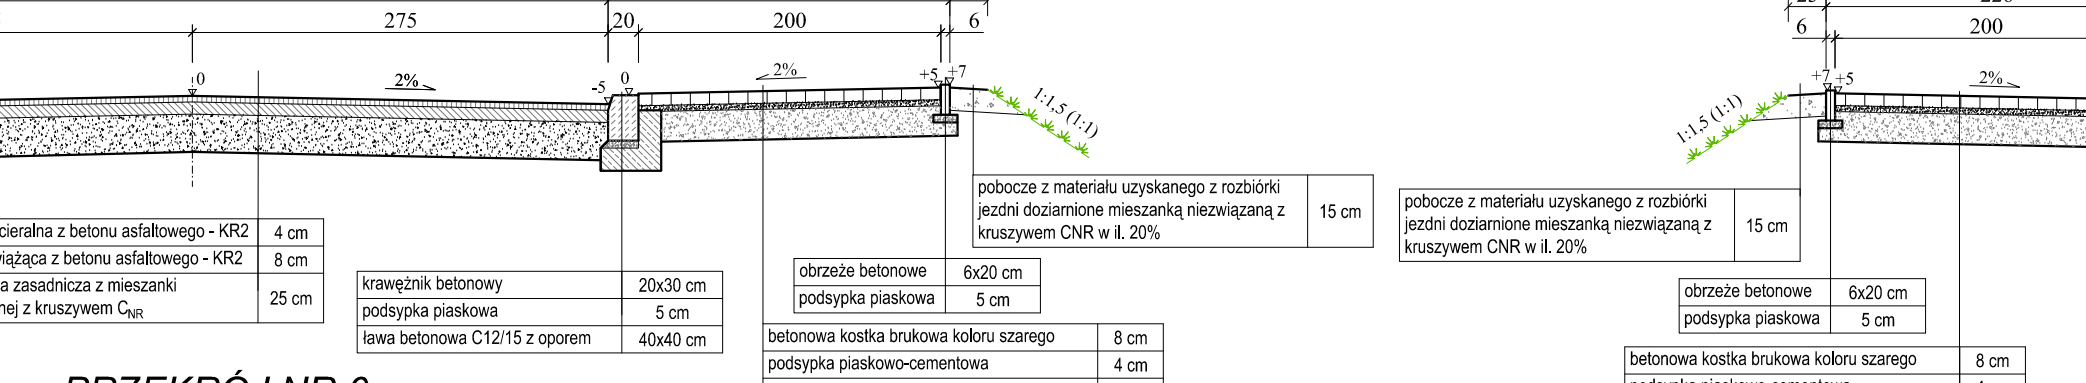 275
20
200
6
6
200
0
2%
-5
0
2%
+5
+7
1:1,5 (1:1)
1:1,5 (1:1)
+7
+5
2%
pobocze z materiału uzyskanego z rozbiórki
jezdni doziarnione mieszanką niezwiązaną z
kruszywem CNR w il. 20%
15 cm
pobocze z materiału uzyskanego z rozbiórki
jezdni doziarnione mieszanką niezwiązaną z
kruszywem CNR w il. 20%
15 cm
cieralna z betonu asfaltowego - KR2 4 cm
iążąca z betonu asfaltowego - KR2 8 cm
a zasadnicza z mieszanki
nej z kruszywem CNR
25 cm
krawężnik betonowy 20x30 cm
podsypka piaskowa 5 cm
ława betonowa C12/15 z oporem 40x40 cm
obrzeże betonowe 6x20 cm
podsypka piaskowa 5 cm
betonowa kostka brukowa koloru szarego 8 cm
podsypka piaskowo-cementowa 4 cm
obrzeże betonowe 6x20 cm
podsypka piaskowa 5 cm
betonowa kostka brukowa koloru szarego 8 cm